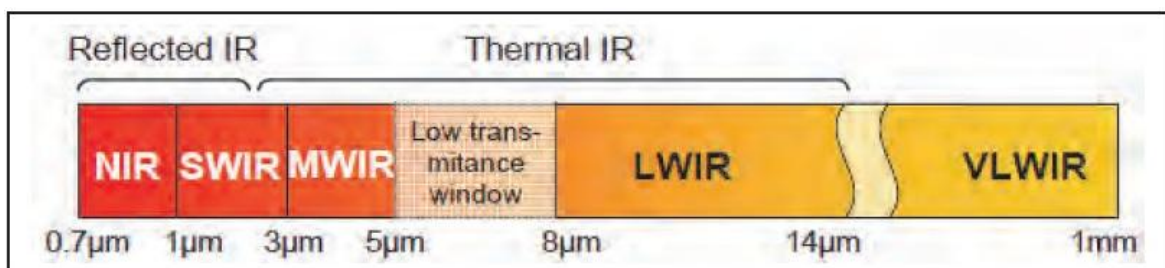 Reflected IR Thermal IR
NIR SWIR MWIR Low trans-
mitance
window LWIR VLWIR
0.7µm 1µm 3µm 5µm 8µm 14µm 1mm